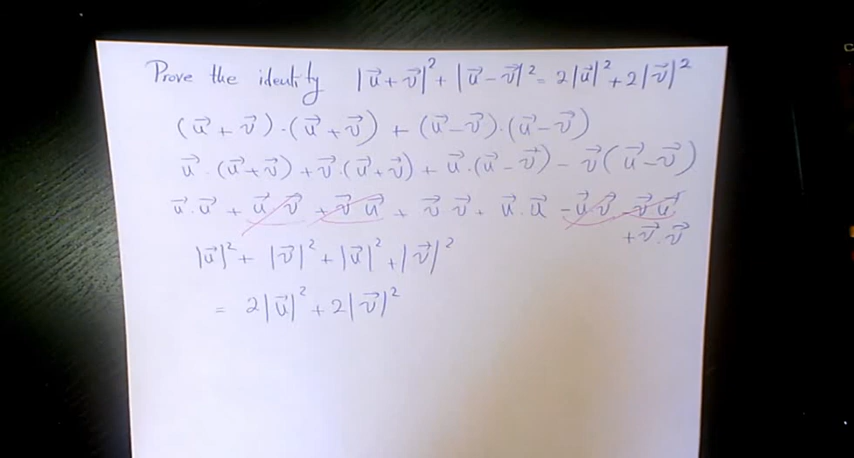 Prove the identity |u⃗ + v⃗|² + |u⃗ − v⃗|² = 2|u⃗|² + 2|v⃗|²
(u⃗ + v⃗) · (u⃗ + v⃗) + (u⃗ − v⃗) · (u⃗ − v⃗)
u⃗ · (u⃗ + v⃗) + v⃗ · (u⃗ + v⃗) + u⃗ · (u⃗ − v⃗) − v⃗ (u⃗ − v⃗)
u⃗ · u⃗ + u⃗ v⃗ + v⃗ u⃗ + v⃗ v⃗ + u⃗ · u⃗ − u⃗ v⃗ − v⃗ u⃗
+ v⃗ · v⃗
|u⃗|² + |v⃗|² + |u⃗|² + |v⃗|²
= 2|u⃗|² + 2|v⃗|²